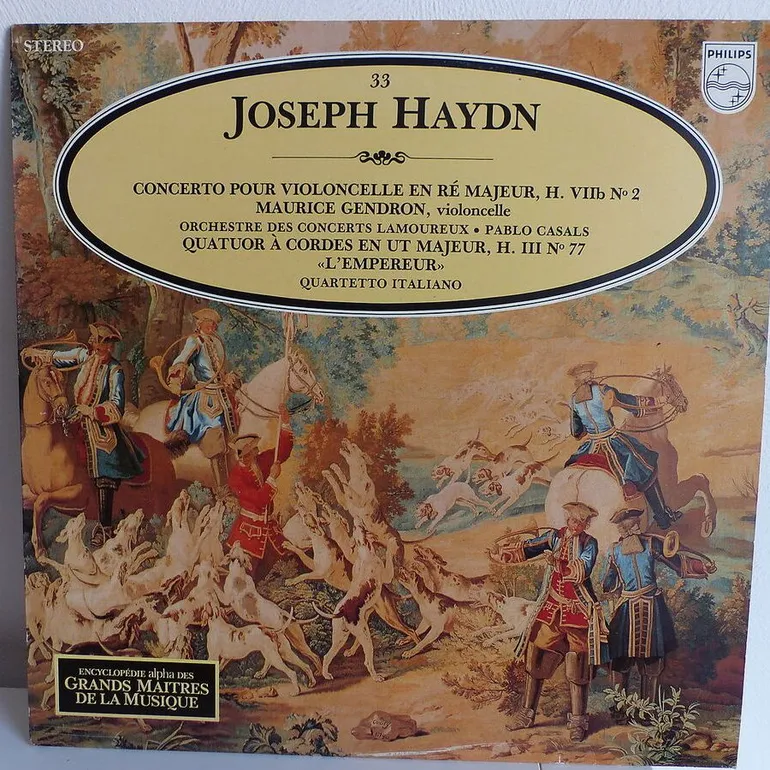 STEREO
PHILIPS
33
JOSEPH HAYDN
CONCERTO POUR VIOLONCELLE EN RÉ MAJEUR, H. VIIb No 2
MAURICE GENDRON, violoncelle
ORCHESTRE DES CONCERTS LAMOUREUX • PABLO CASALS
QUATUOR À CORDES EN UT MAJEUR, H. III No 77
«L'EMPEREUR»
QUARTETTO ITALIANO
ENCYCLOPÉDIE alpha DES
GRANDS MAITRES
DE LA MUSIQUE